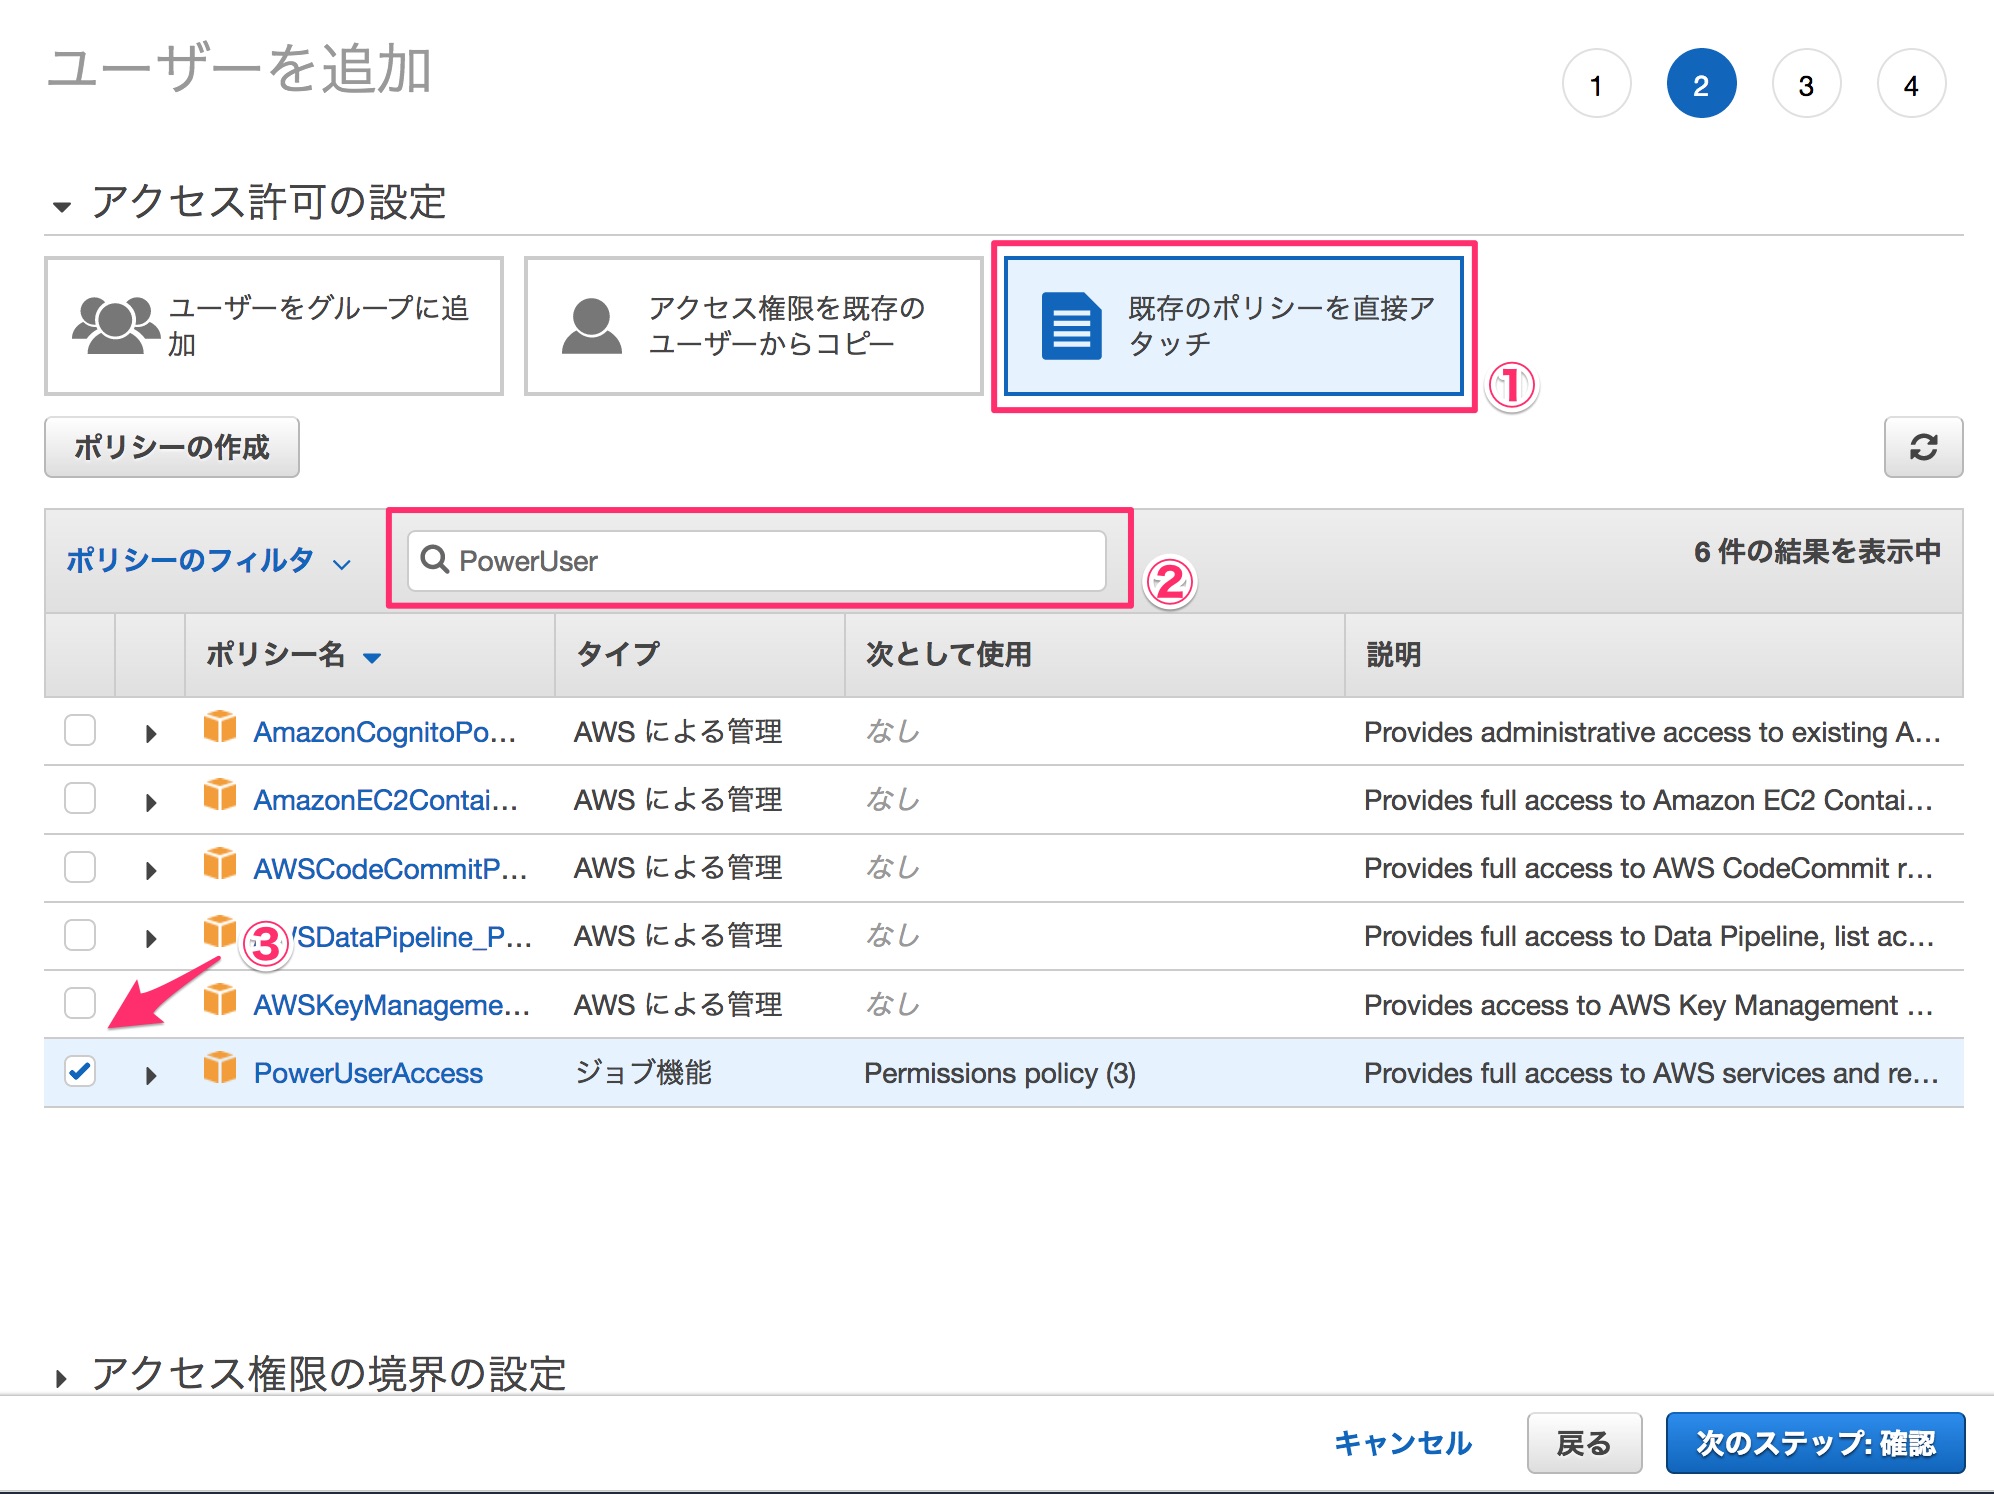 ユーザーを追加
1 2 3 4
アクセス許可の設定
ユーザーをグループに追
加
アクセス権限を既存の
ユーザーからコピー
既存のポリシーを直接ア
タッチ
①
ポリシーの作成
ポリシーのフィルタ
PowerUser
②
6 件の結果を表示中
ポリシー名 タイプ 次として使用 説明
AmazonCognitoPo... AWS による管理 なし Provides administrative access to existing A...
AmazonEC2Contai... AWS による管理 なし Provides full access to Amazon EC2 Contai...
AWSCodeCommitP... AWS による管理 なし Provides full access to AWS CodeCommit r...
③ SDataPipeline_P... AWS による管理 なし Provides full access to Data Pipeline, list ac...
AWSKeyManageme... AWS による管理 なし Provides access to AWS Key Management ...
PowerUserAccess ジョブ機能 Permissions policy (3) Provides full access to AWS services and re...
アクセス権限の境界の設定
キャンセル 戻る 次のステップ: 確認